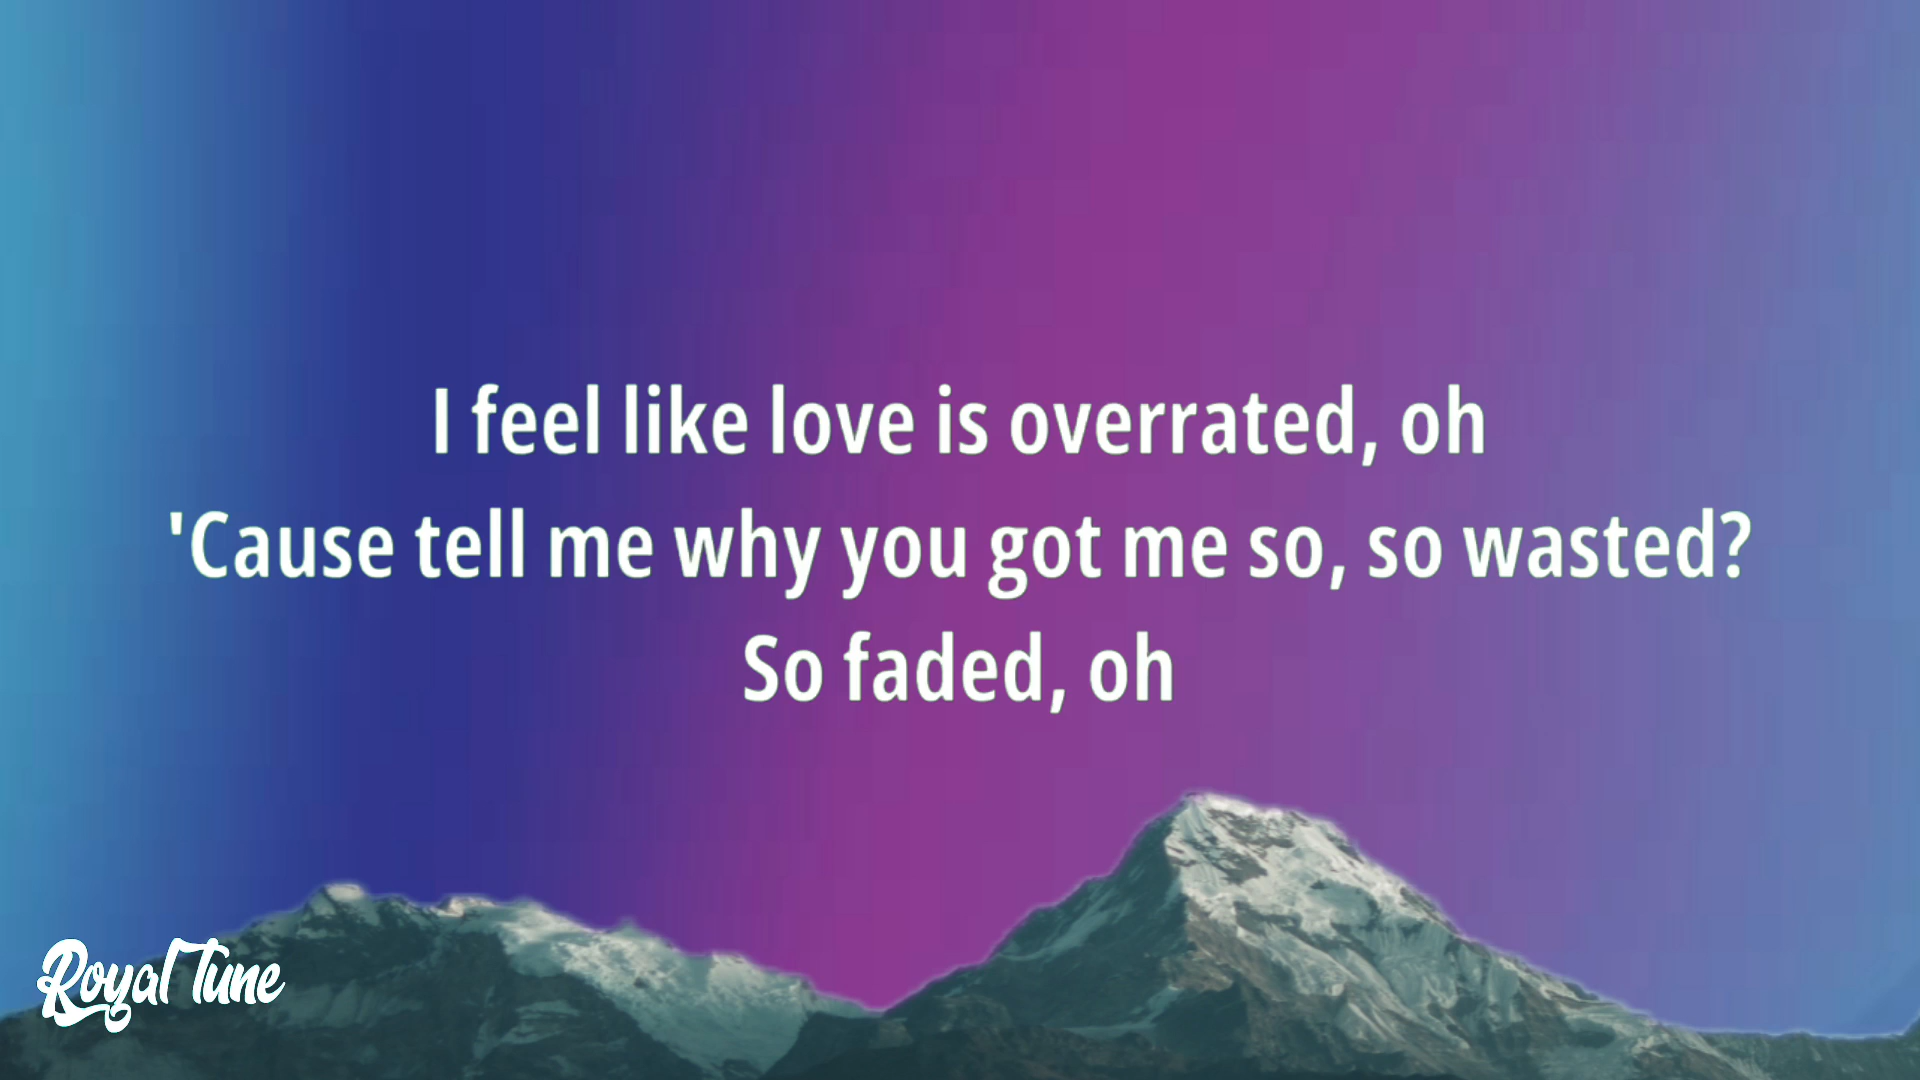 I feel like love is overrated, oh
'Cause tell me why you got me so, so wasted?
So faded, oh
Royal Tune